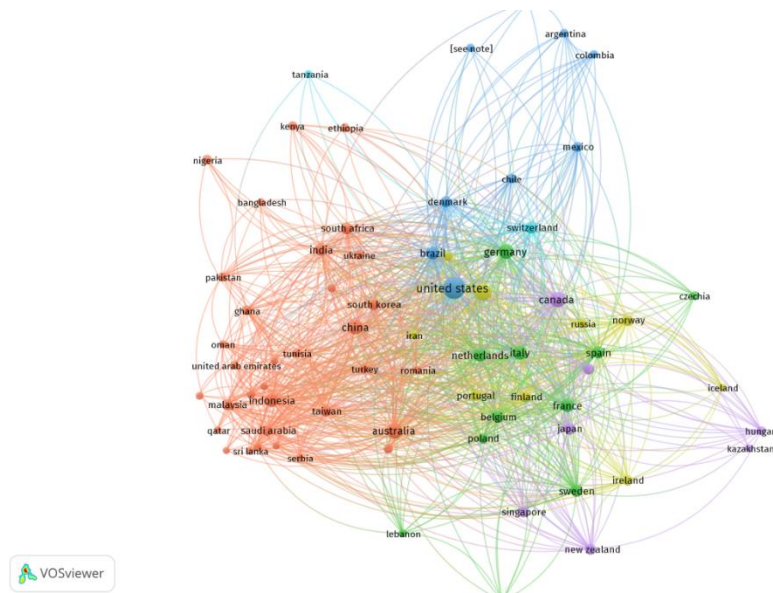 argentina
[see note]
colombia
tanzania
kenya
ethiopia
mexico
nigeria
chile
bangladesh
denmark
south africa
switzerland
india
ukraine
brazil
germany
pakistan
united states
czechia
south korea
canada
ghana
china
russia
norway
iran
oman
tunisia
netherlands
italy
spain
united arab emirates
turkey
romania
iceland
portugal
finland
malaysia
indonesia
taiwan
belgium
france
qatar
saudi arabia
australia
poland
japan
hungar
kazakhstan
sri lanka
serbia
ireland
sweden
singapore
lebanon
new zealand
VOSviewer